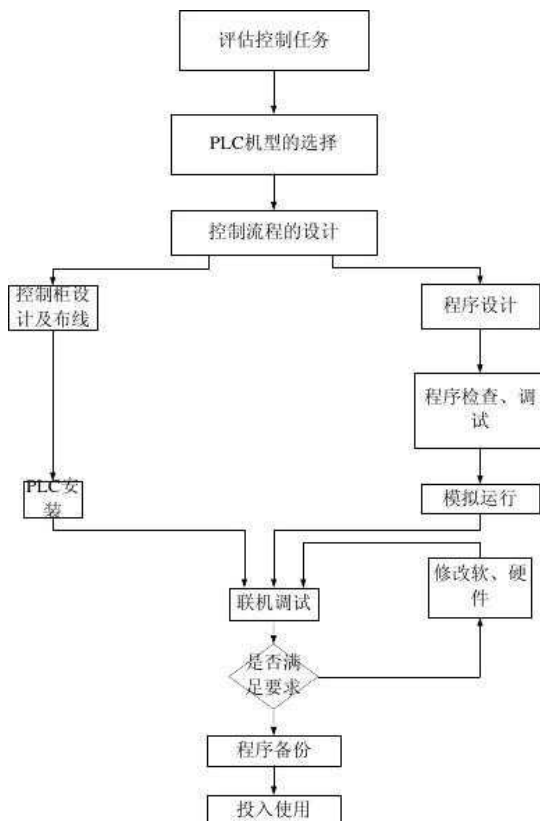 评估控制任务
PLC机型的选择
控制流程的设计
控制柜设
计及布线
程序设计
程序检查、调
试
PLC安
装
模拟运行
联机调试
修改软、硬
件
是否满
足要求
程序备份
投入使用